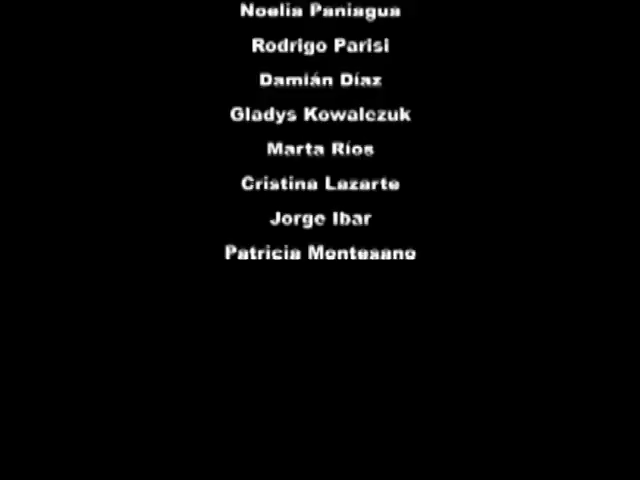 Noelia Paniagua
Rodrigo Parisi
Damián Díaz
Gladys Kowalczuk
Marta Ríos
Cristina Lazarte
Jorge Ibar
Patricia Montesano